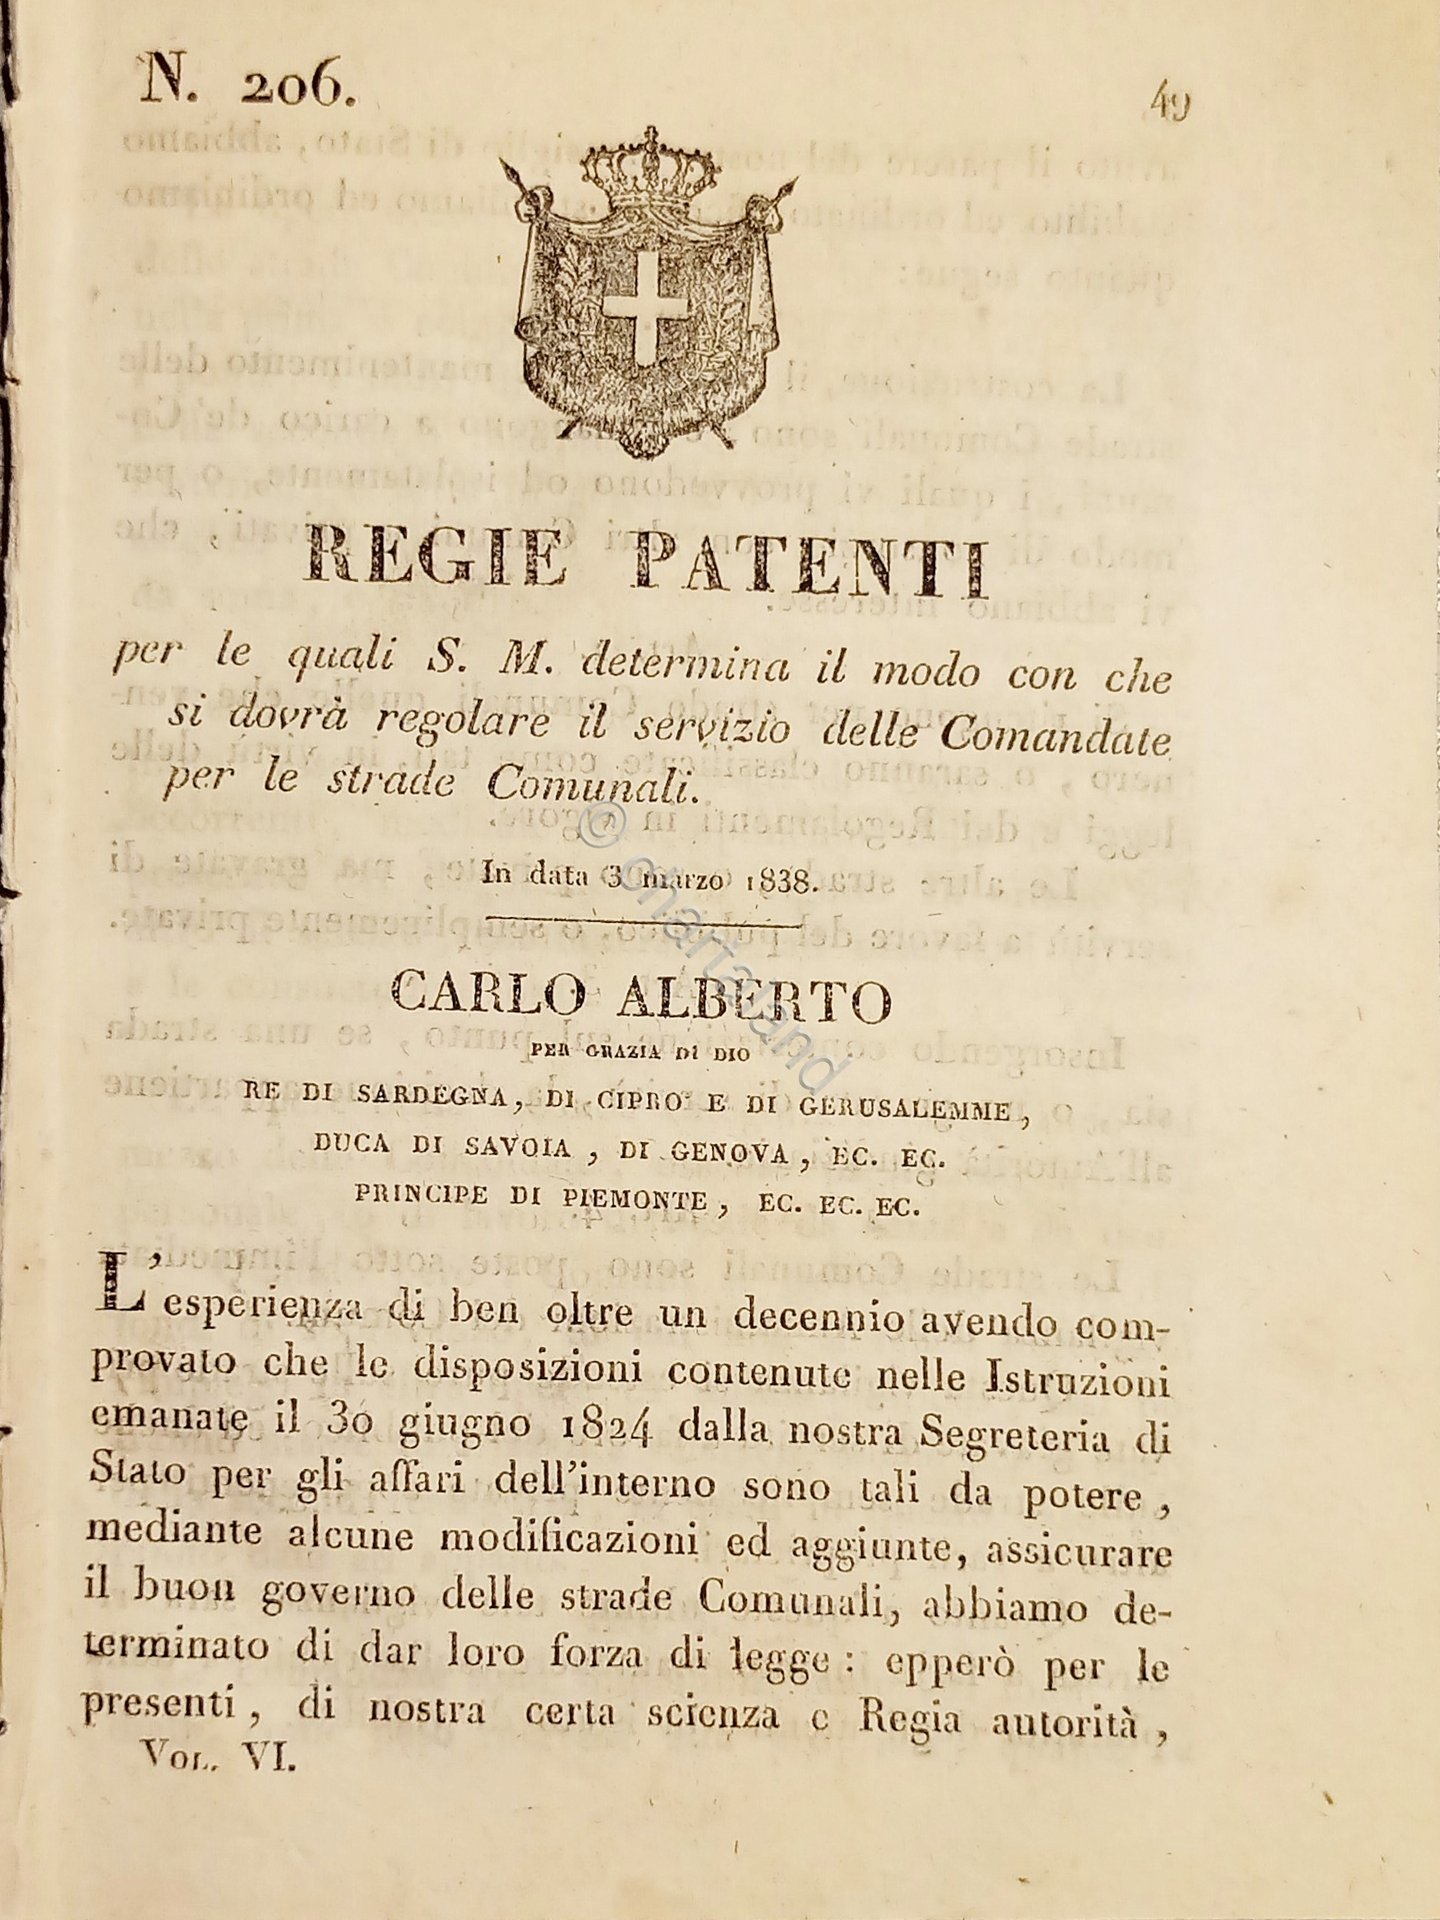 N. 206.
49
REGIE PATENTI
per le quali S. M. determina il modo con che
si dovrà regolare il servizio delle Comandate
per le strade Comunali.
In data 3 marzo 1838.
CARLO ALBERTO
PER GRAZIA DI DIO
RE DI SARDEGNA, DI CIPRO E DI GERUSALEMME,
DUCA DI SAVOIA, DI GENOVA, EC. EC.
PRINCIPE DI PIEMONTE, EC. EC. EC.
L'esperienza di ben oltre un decennio avendo com-
provato che le disposizioni contenute nelle Istruzioni
emanate il 30 giugno 1824 dalla nostra Segreteria di
Stato per gli affari dell'interno sono tali da potere,
mediante alcune modificazioni ed aggiunte, assicurare
il buon governo delle strade Comunali, abbiamo de-
terminato di dar loro forza di legge: epperò per le
presenti, di nostra certa scienza e Regia autorità,
VOL. VI.
© chartaland